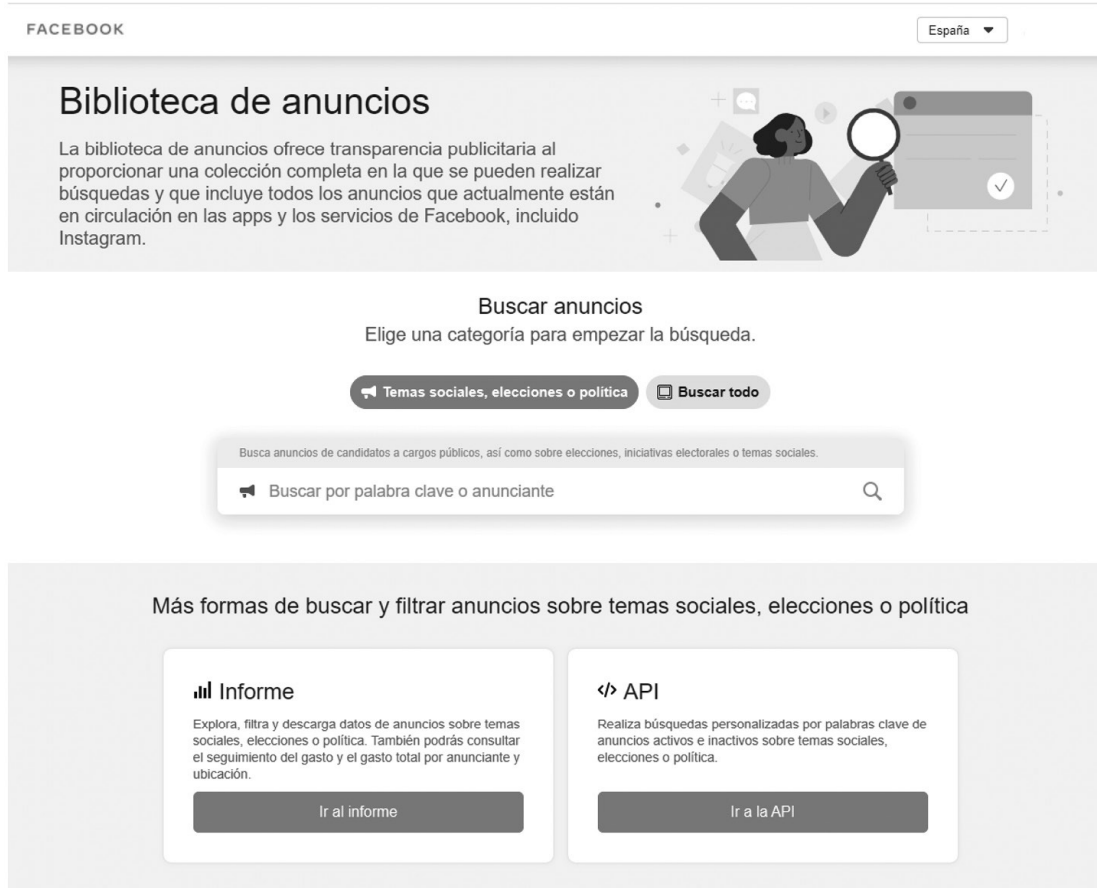 FACEBOOK
España
Biblioteca de anuncios
La biblioteca de anuncios ofrece transparencia publicitaria al
proporcionar una colección completa en la que se pueden realizar
búsquedas y que incluye todos los anuncios que actualmente están
en circulación en las apps y los servicios de Facebook, incluido
Instagram.
Buscar anuncios
Elige una categoría para empezar la búsqueda.
Temas sociales, elecciones o política
Buscar todo
Busca anuncios de candidatos a cargos públicos, así como sobre elecciones, iniciativas electorales o temas sociales.
Buscar por palabra clave o anunciante
Más formas de buscar y filtrar anuncios sobre temas sociales, elecciones o política
Informe
Explora, filtra y descarga datos de anuncios sobre temas
sociales, elecciones o política. También podrás consultar
el seguimiento del gasto y el gasto total por anunciante y
ubicación.
Ir al informe
</> API
Realiza búsquedas personalizadas por palabras clave de
anuncios activos e inactivos sobre temas sociales,
elecciones o política.
Ir a la API